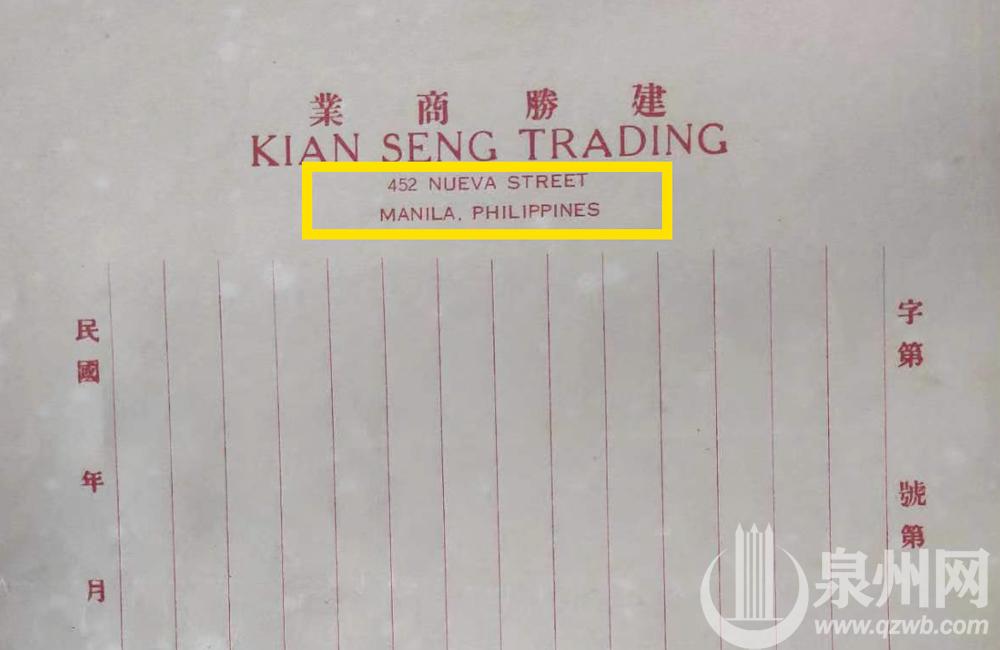 業商勝建
KIAN SENG TRADING
452 NUEVA STREET
MANILA, PHILIPPINES
字第 號第
民國 年 月
泉州网
www.qzwb.com